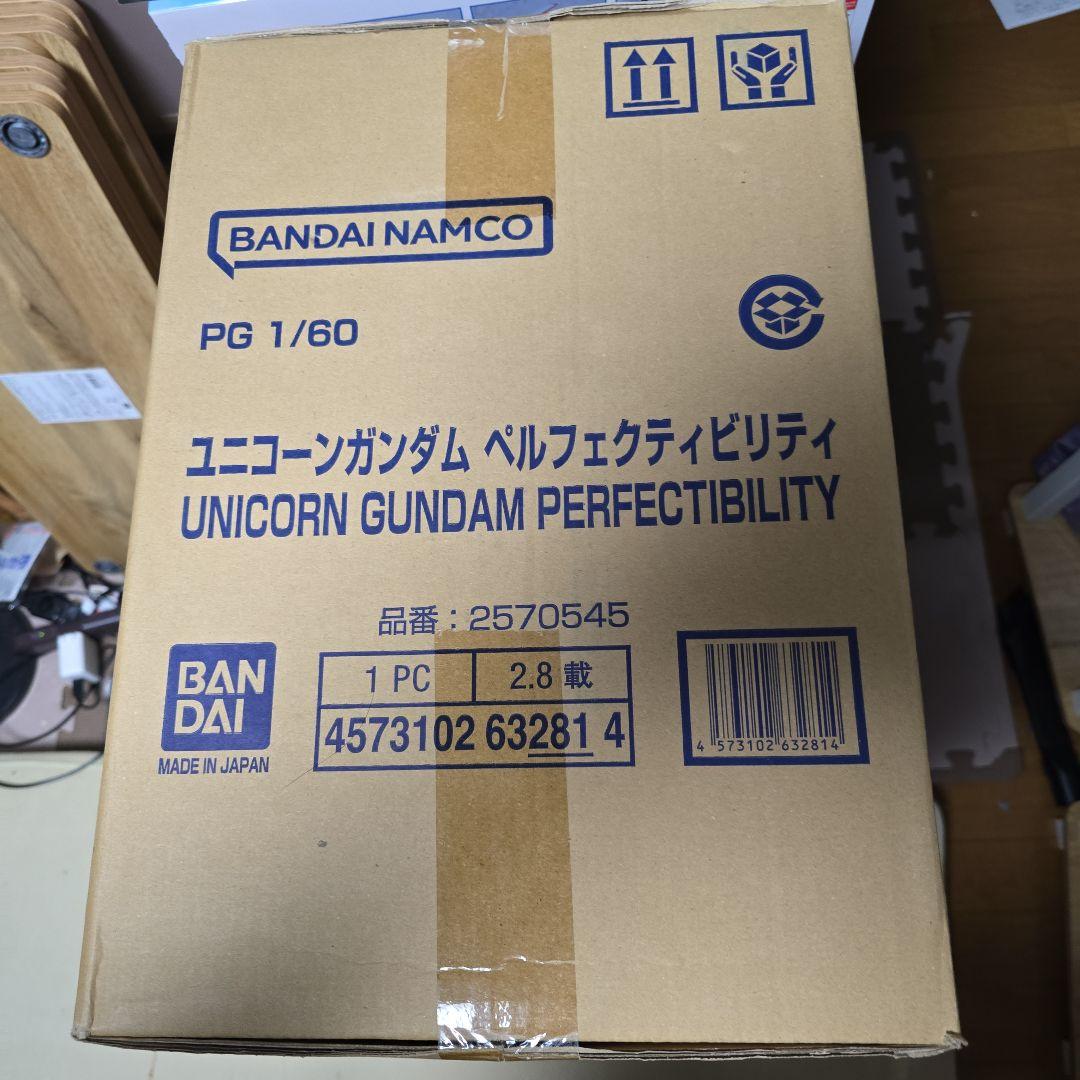 BANDAI NAMCO
PG 1/60
ユニコーンガンダム ペルフェクティビリティ
UNICORN GUNDAM PERFECTIBILITY
品番：2570545
BAN
DAI
MADE IN JAPAN
1 PC
2.8 載
4573102 63281 4
4 573102 632814